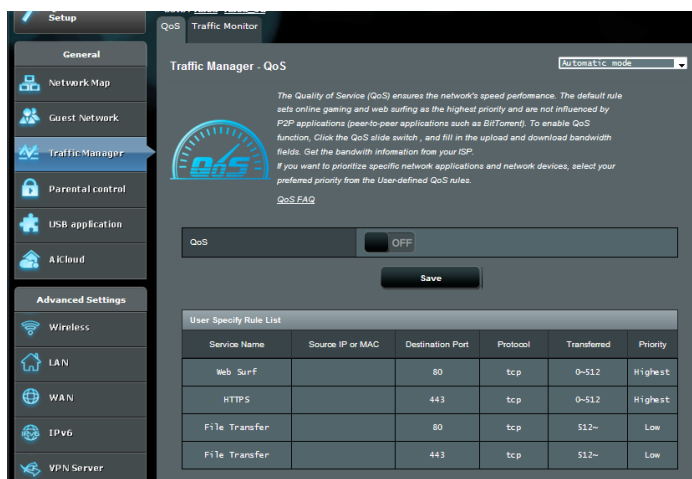 Setup
General
Network Map
Guest Network
Traffic Manager
Parental control
USB application
AiCloud
Advanced Settings
Wireless
LAN
WAN
IPv6
VPN Server
QoS Traffic Monitor
Traffic Manager - QoS
Automatic mode
The Quality of Service (QoS) ensures the network's speed performance. The default rule
sets online gaming and web surfing as the highest priority and are not influenced by
P2P applications (peer-to-peer applications such as BitTorrent). To enable QoS
function, Click the QoS slide switch , and fill in the upload and download bandwidth
fields. Get the bandwith information from your ISP.
If you want to prioritize specific network applications and network devices, select your
preferred priority from the User-defined QoS rules.
QoS
QoS FAQ
QoS OFF
Save
User Specify Rule List
Service Name Source IP or MAC Destination Port Protocol Transferred Priority
Web Surf 80 tcp 0~512 Highest
HTTPS 443 tcp 0~512 Highest
File Transfer 80 tcp 512~ Low
File Transfer 443 tcp 512~ Low